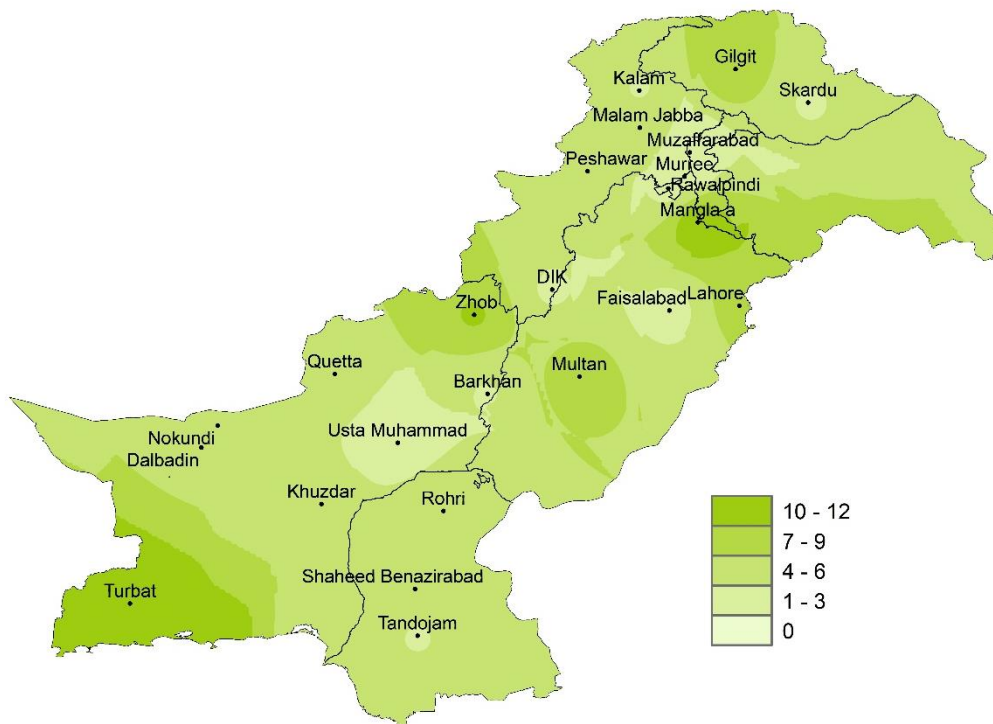 Gilgit
Kalam
Skardu
Malam Jabba
Muzaffarabad
Peshawar
Murree
Rawalpindi
Mangla a
DIK
Zhob
Faisalabad
Lahore
Quetta
Multan
Barkhan
Nokundi
Usta Muhammad
Dalbadin
Khuzdar
Rohri
Turbat
Shaheed Benazirabad
Tandojam
10 - 12
7 - 9
4 - 6
1 - 3
0